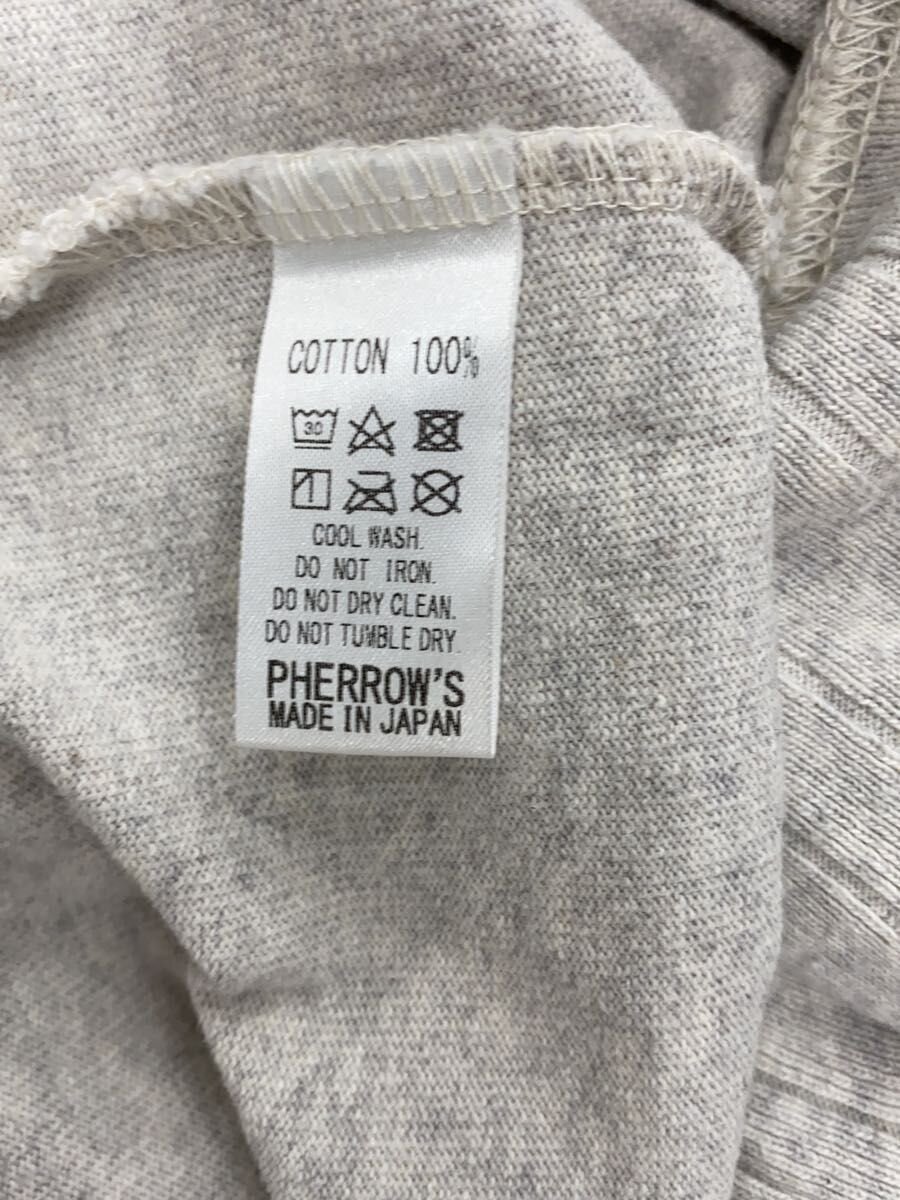 COTTON 100%
30
COOL WASH.
DO NOT IRON.
DO NOT DRY CLEAN.
DO NOT TUMBLE DRY.
PHERROW'S
MADE IN JAPAN